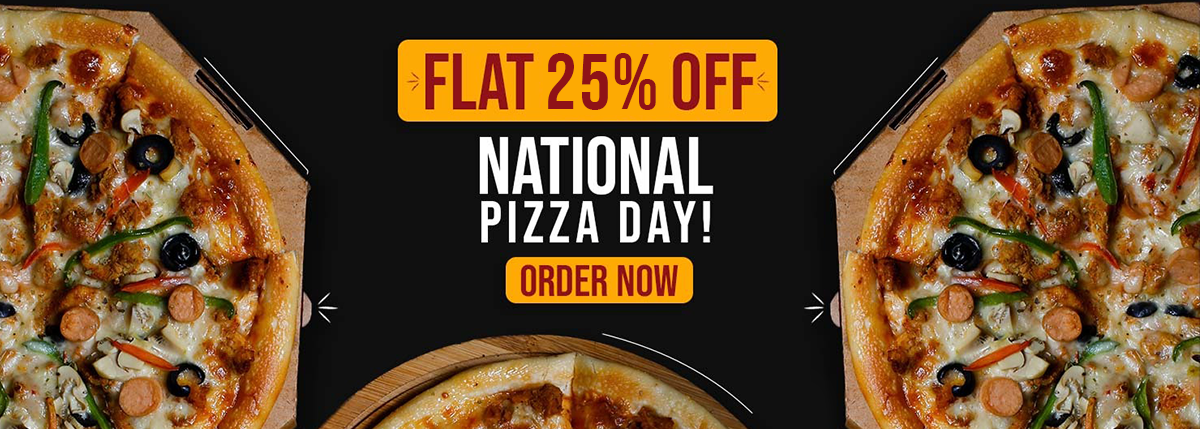 FLAT 25% OFF
NATIONAL
PIZZA DAY!
ORDER NOW